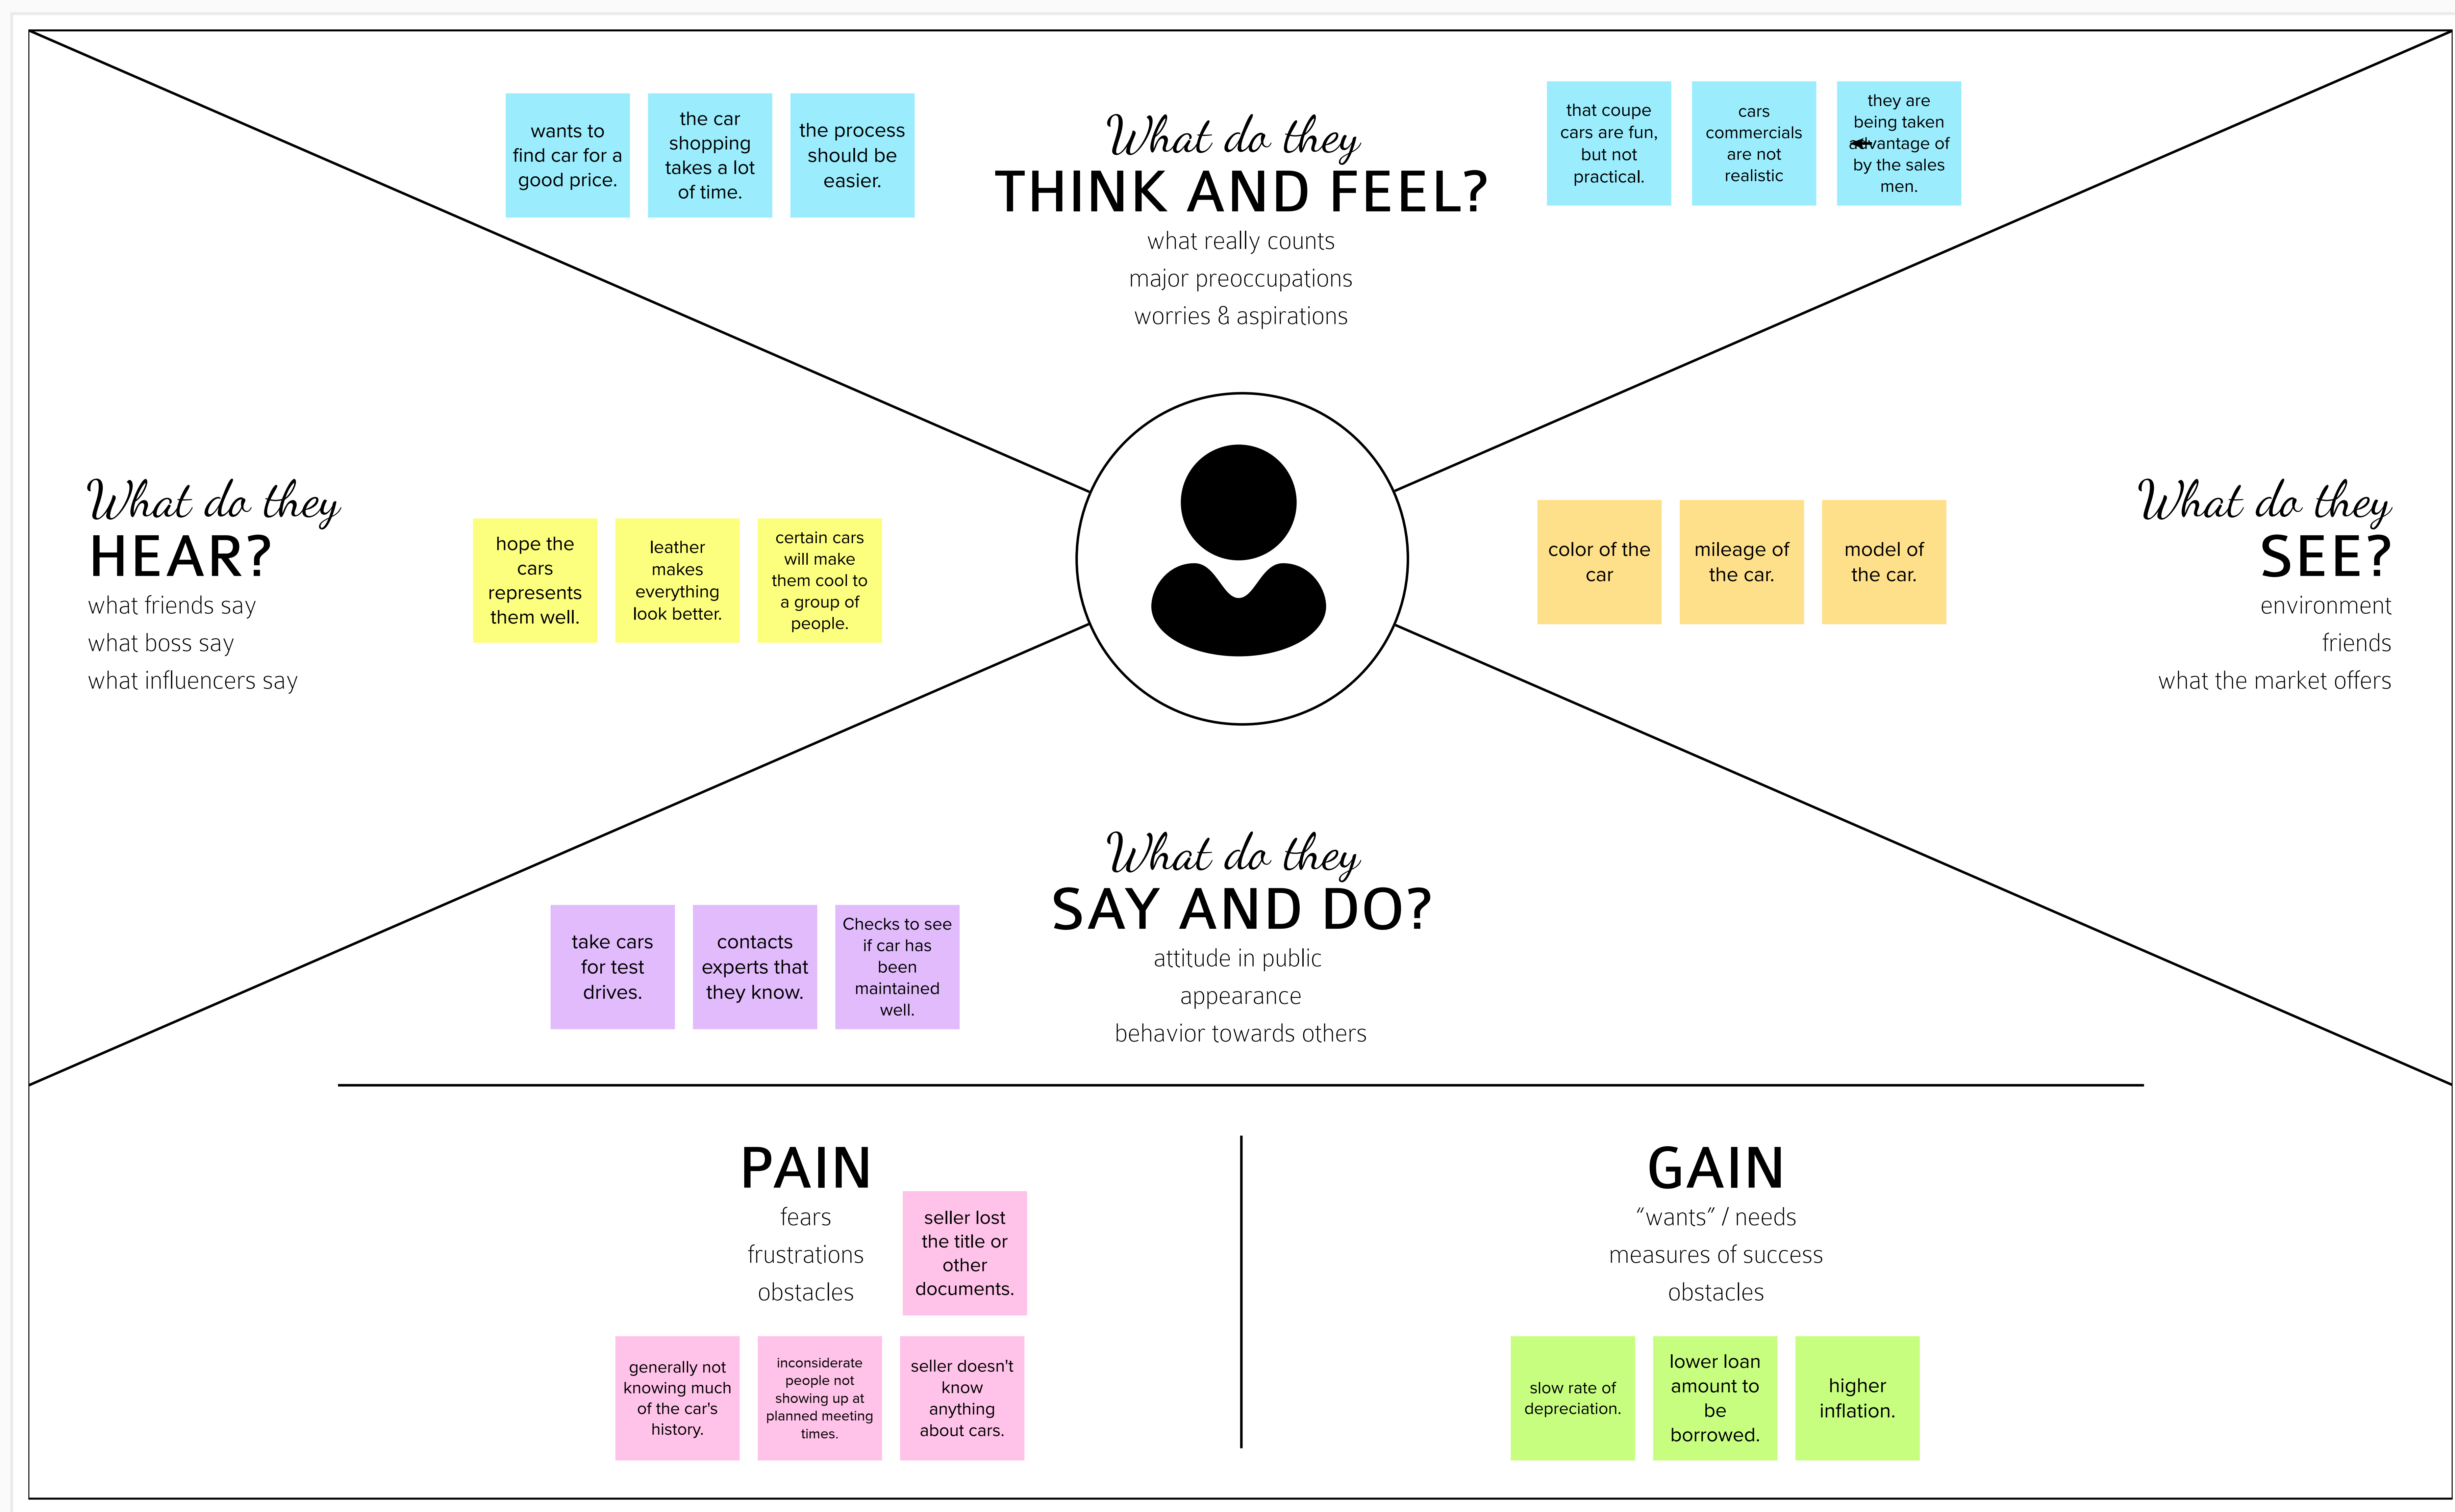 wants to
find car for a
good price.
the car
shopping
takes a lot
of time.
the process
should be
easier.
What do they
THINK AND FEEL?
what really counts
major preoccupations
worries & aspirations
that coupe
cars are fun,
but not
practical.
cars
commercials
are not
realistic
they are
being taken
advantage of
by the sales
men.
What do they
HEAR?
what friends say
what boss say
what influencers say
hope the
cars
represents
them well.
leather
makes
everything
look better.
certain cars
will make
them cool to
a group of
people.
color of the
car
mileage of
the car.
model of
the car.
What do they
SEE?
environment
friends
what the market offers
What do they
SAY AND DO?
attitude in public
appearance
behavior towards others
take cars
for test
drives.
contacts
experts that
they know.
Checks to see
if car has
been
maintained
well.
PAIN
fears
frustrations
obstacles
seller lost
the title or
other
documents.
generally not
knowing much
of the car's
history.
inconsiderate
people not
showing up at
planned meeting
times.
seller doesn't
know
anything
about cars.
GAIN
“wants” / needs
measures of success
obstacles
slow rate of
depreciation.
lower loan
amount to
be
borrowed.
higher
inflation.